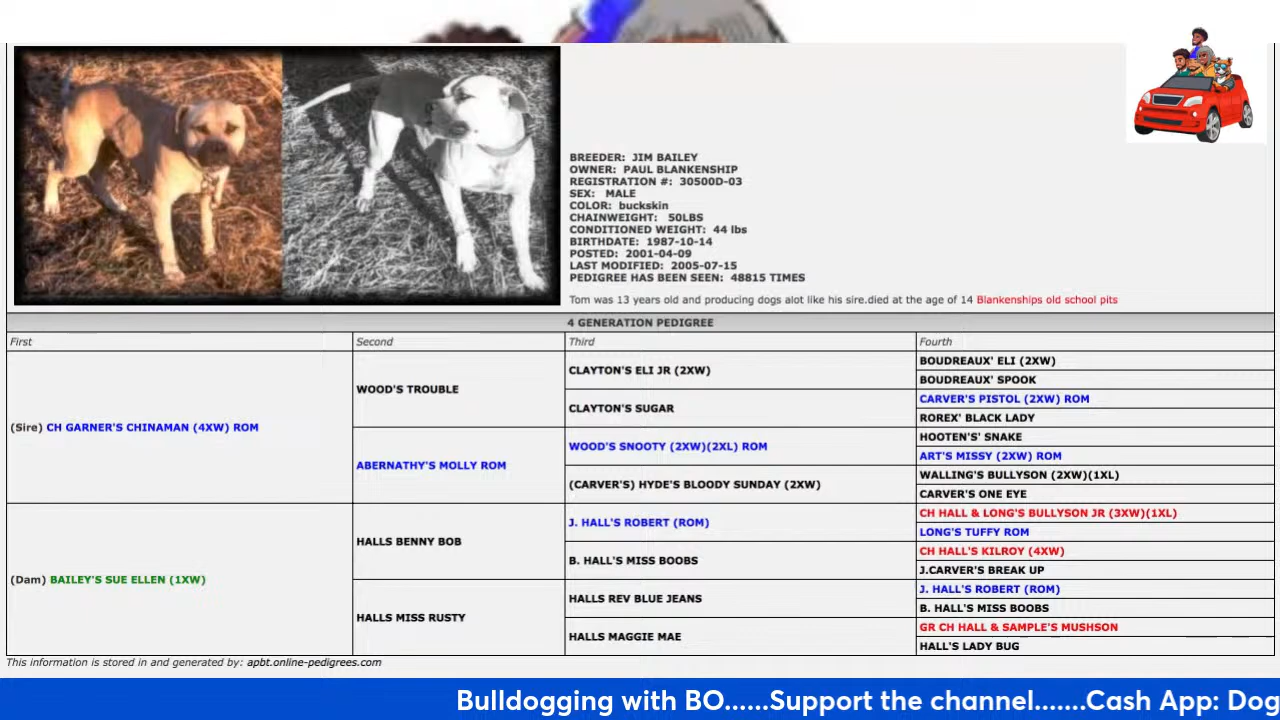 BREEDER: JIM BAILEY
OWNER: PAUL BLANKENSHIP
REGISTRATION #: 30500D-03
SEX: MALE
COLOR: buckskin
CHAINWEIGHT: 50LBS
CONDITIONED WEIGHT: 44 lbs
BIRTHDATE: 1987-10-14
POSTED: 2001-04-09
LAST MODIFIED: 2005-07-15
PEDIGREE HAS BEEN SEEN: 48815 TIMES
Tom was 13 years old and producing dogs alot like his sire.died at the age of 14 Blankenships old school pits
4 GENERATION PEDIGREE
First Second Third Fourth
(Sire) CH GARNER'S CHINAMAN (4XW) ROM
WOOD'S TROUBLE
CLAYTON'S ELI JR (2XW)
BOUDREAUX' ELI (2XW)
BOUDREAUX' SPOOK
CLAYTON'S SUGAR
CARVER'S PISTOL (2XW) ROM
ROREX' BLACK LADY
ABERNATHY'S MOLLY ROM
WOOD'S SNOOTY (2XW)(2XL) ROM
HOOTEN'S' SNAKE
ART'S MISSY (2XW) ROM
(CARVER'S) HYDE'S BLOODY SUNDAY (2XW)
WALLING'S BULLYSON (2XW)(1XL)
CARVER'S ONE EYE
(Dam) BAILEY'S SUE ELLEN (1XW)
HALLS BENNY BOB
J. HALL'S ROBERT (ROM)
CH HALL & LONG'S BULLYSON JR (3XW)(1XL)
LONG'S TUFFY ROM
B. HALL'S MISS BOOBS
CH HALL'S KILROY (4XW)
J.CARVER'S BREAK UP
HALLS MISS RUSTY
HALLS REV BLUE JEANS
J. HALL'S ROBERT (ROM)
B. HALL'S MISS BOOBS
HALLS MAGGIE MAE
GR CH HALL & SAMPLE'S MUSHSON
HALL'S LADY BUG
This information is stored in and generated by: apbt.online-pedigrees.com
Bulldogging with BO......Support the channel.......Cash App: Dog